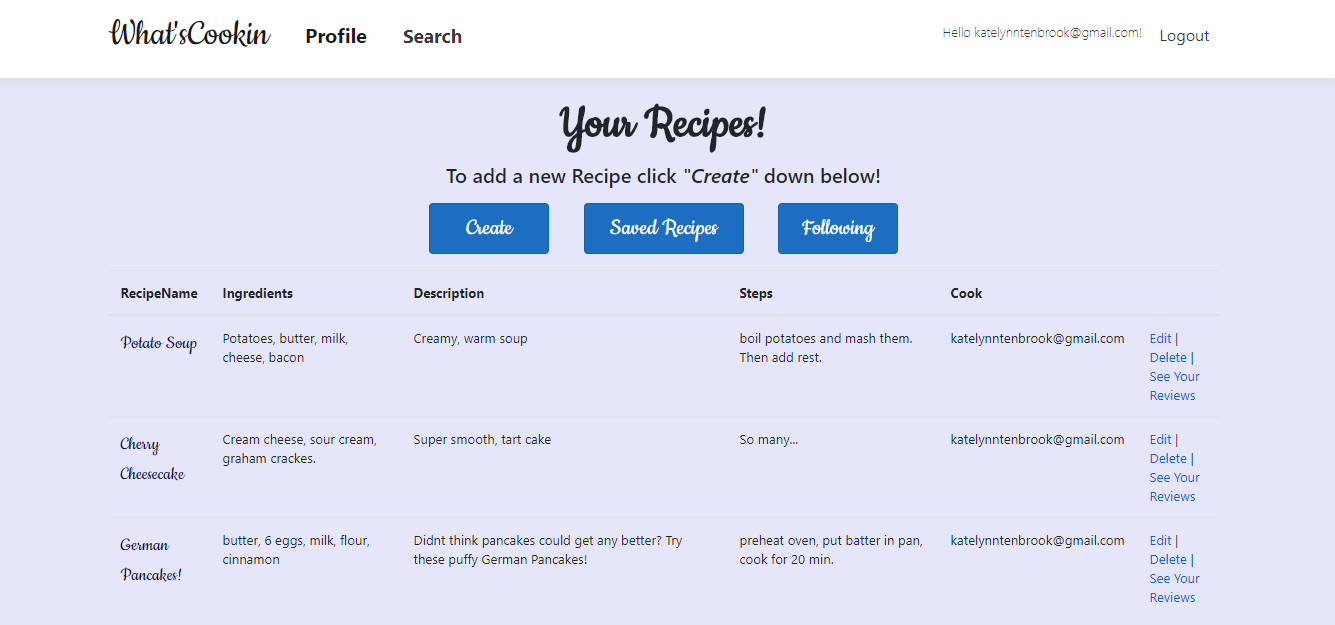 What'sCookin Profile Search Hello katelynntenbrook@gmail.com! Logout
Your Recipes!
To add a new Recipe click "Create" down below!
Create Saved Recipes Following
RecipeName Ingredients Description Steps Cook
Potato Soup Potatoes, butter, milk, Creamy, warm soup boil potatoes and mash them. katelynntenbrook@gmail.com Edit |
cheese, bacon Then add rest. Delete |
See Your
Reviews
Cherry Cream cheese, sour cream, Super smooth, tart cake So many... katelynntenbrook@gmail.com Edit |
graham crackes. Delete |
Cheesecake See Your
Reviews
German butter, 6 eggs, milk, flour, Didnt think pancakes could get any better? Try preheat oven, put batter in pan, katelynntenbrook@gmail.com Edit |
cinnamon these puffy German Pancakes! cook for 20 min. Delete |
Pancakes! See Your
Reviews